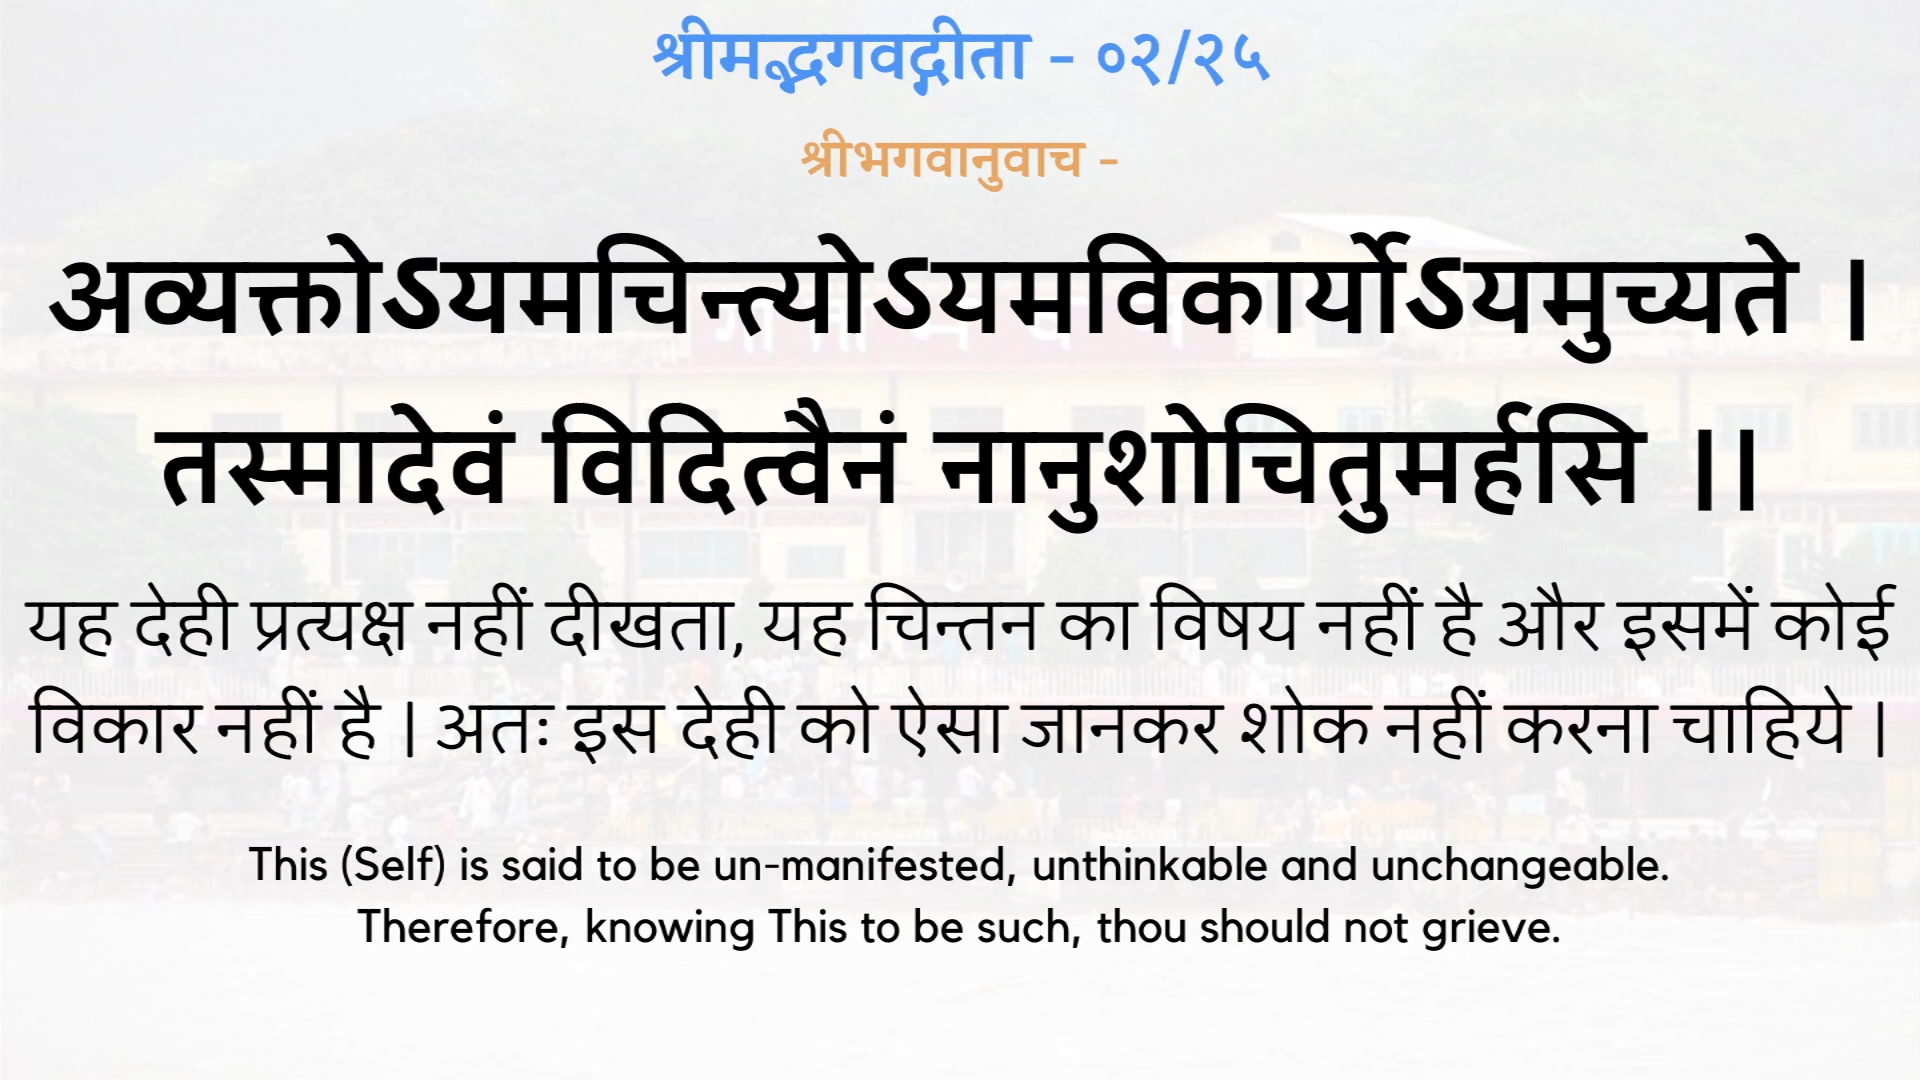 श्रीमद्भगवद्गीता - ०२/२५
श्रीभगवानुवाच -
अव्यक्तोऽयमचिन्त्योऽयमविकार्योऽयमुच्यते ।
तस्मादेवं विदित्वैनं नानुशोचितुमर्हसि ।।
यह देही प्रत्यक्ष नहीं दीखता, यह चिन्तन का विषय नहीं है और इसमें कोई
विकार नहीं है | अतः इस देही को ऐसा जानकर शोक नहीं करना चाहिये |
This (Self) is said to be un-manifested, unthinkable and unchangeable.
Therefore, knowing This to be such, thou should not grieve.